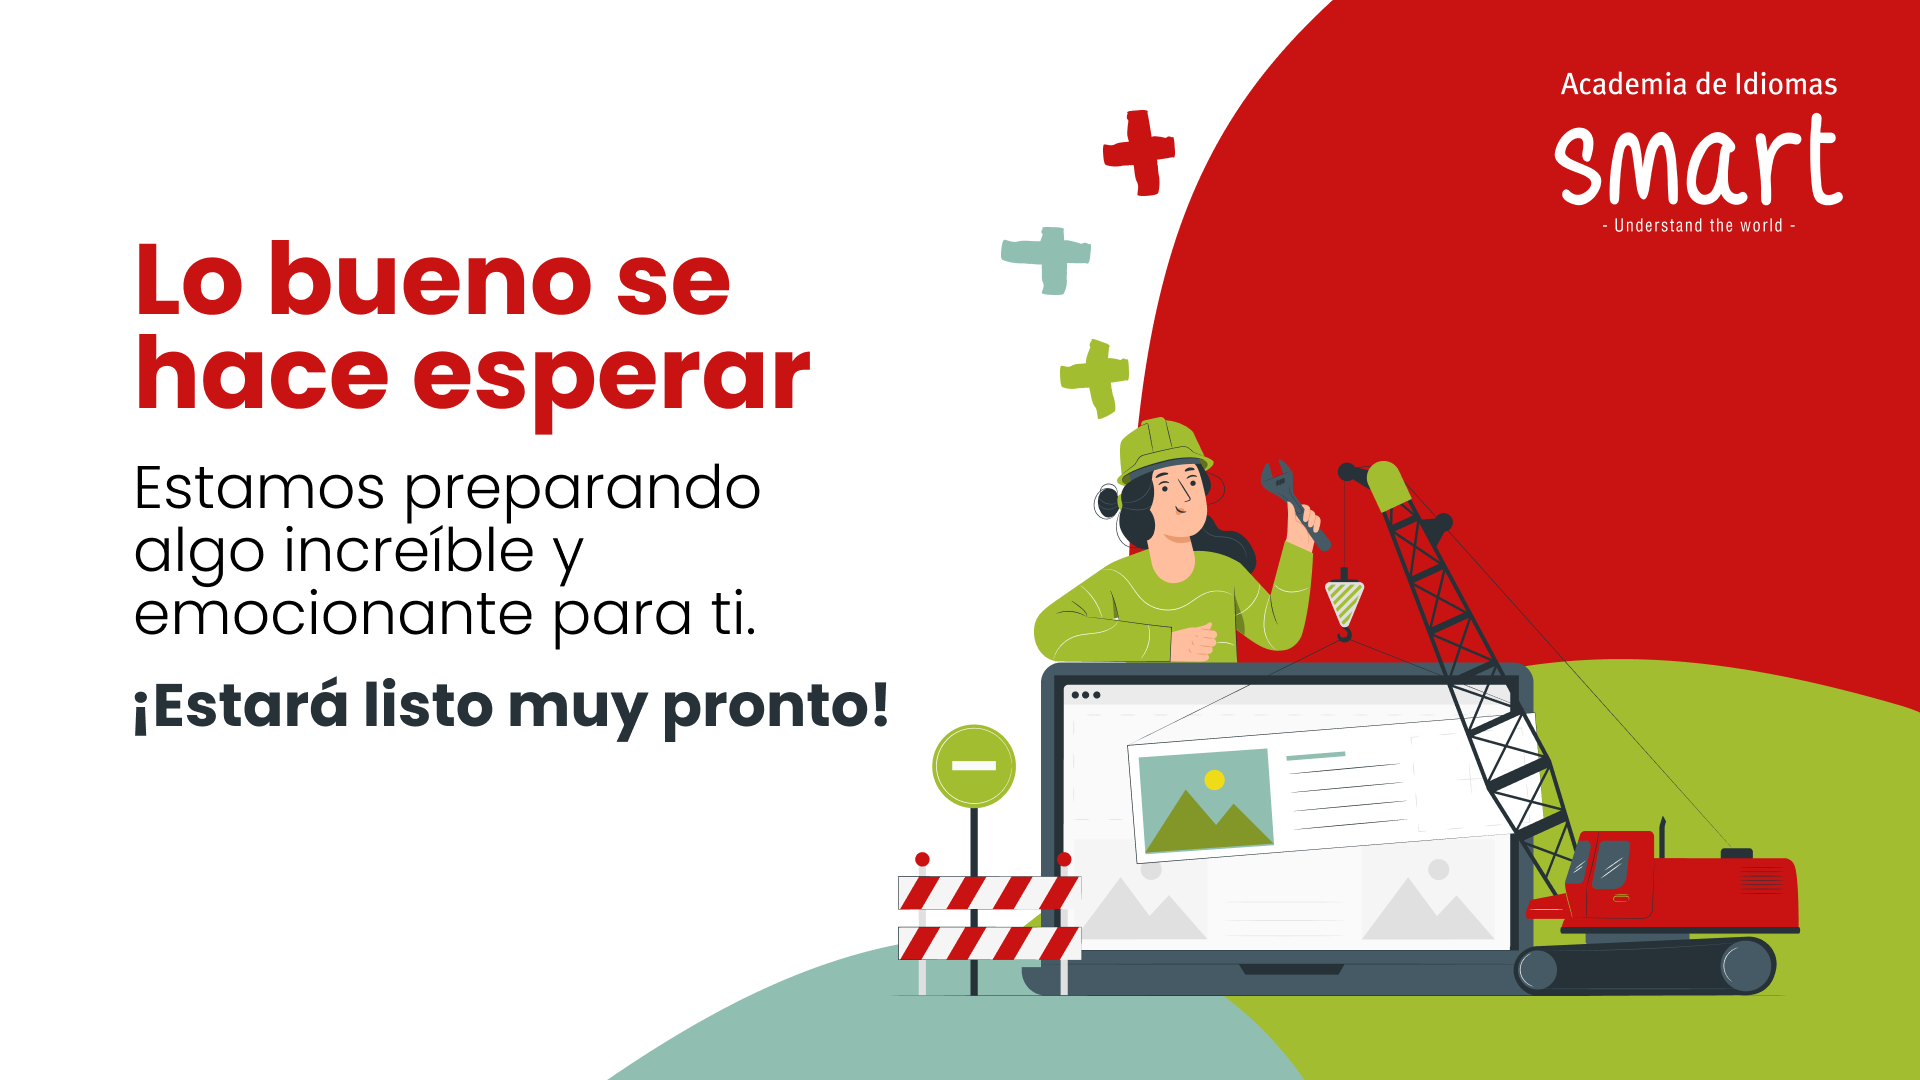 Academia de Idiomas
smart
- Understand the world -
Lo bueno se
hace esperar
Estamos preparando
algo increíble y
emocionante para ti.
¡Estará listo muy pronto!